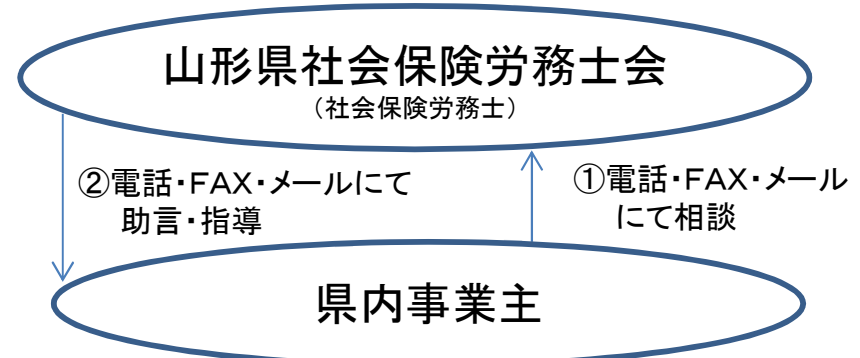 山形県社会保険労務士会
（社会保険労務士）
②電話・FAX・メールにて
助言・指導
①電話・FAX・メール
にて相談
県内事業主